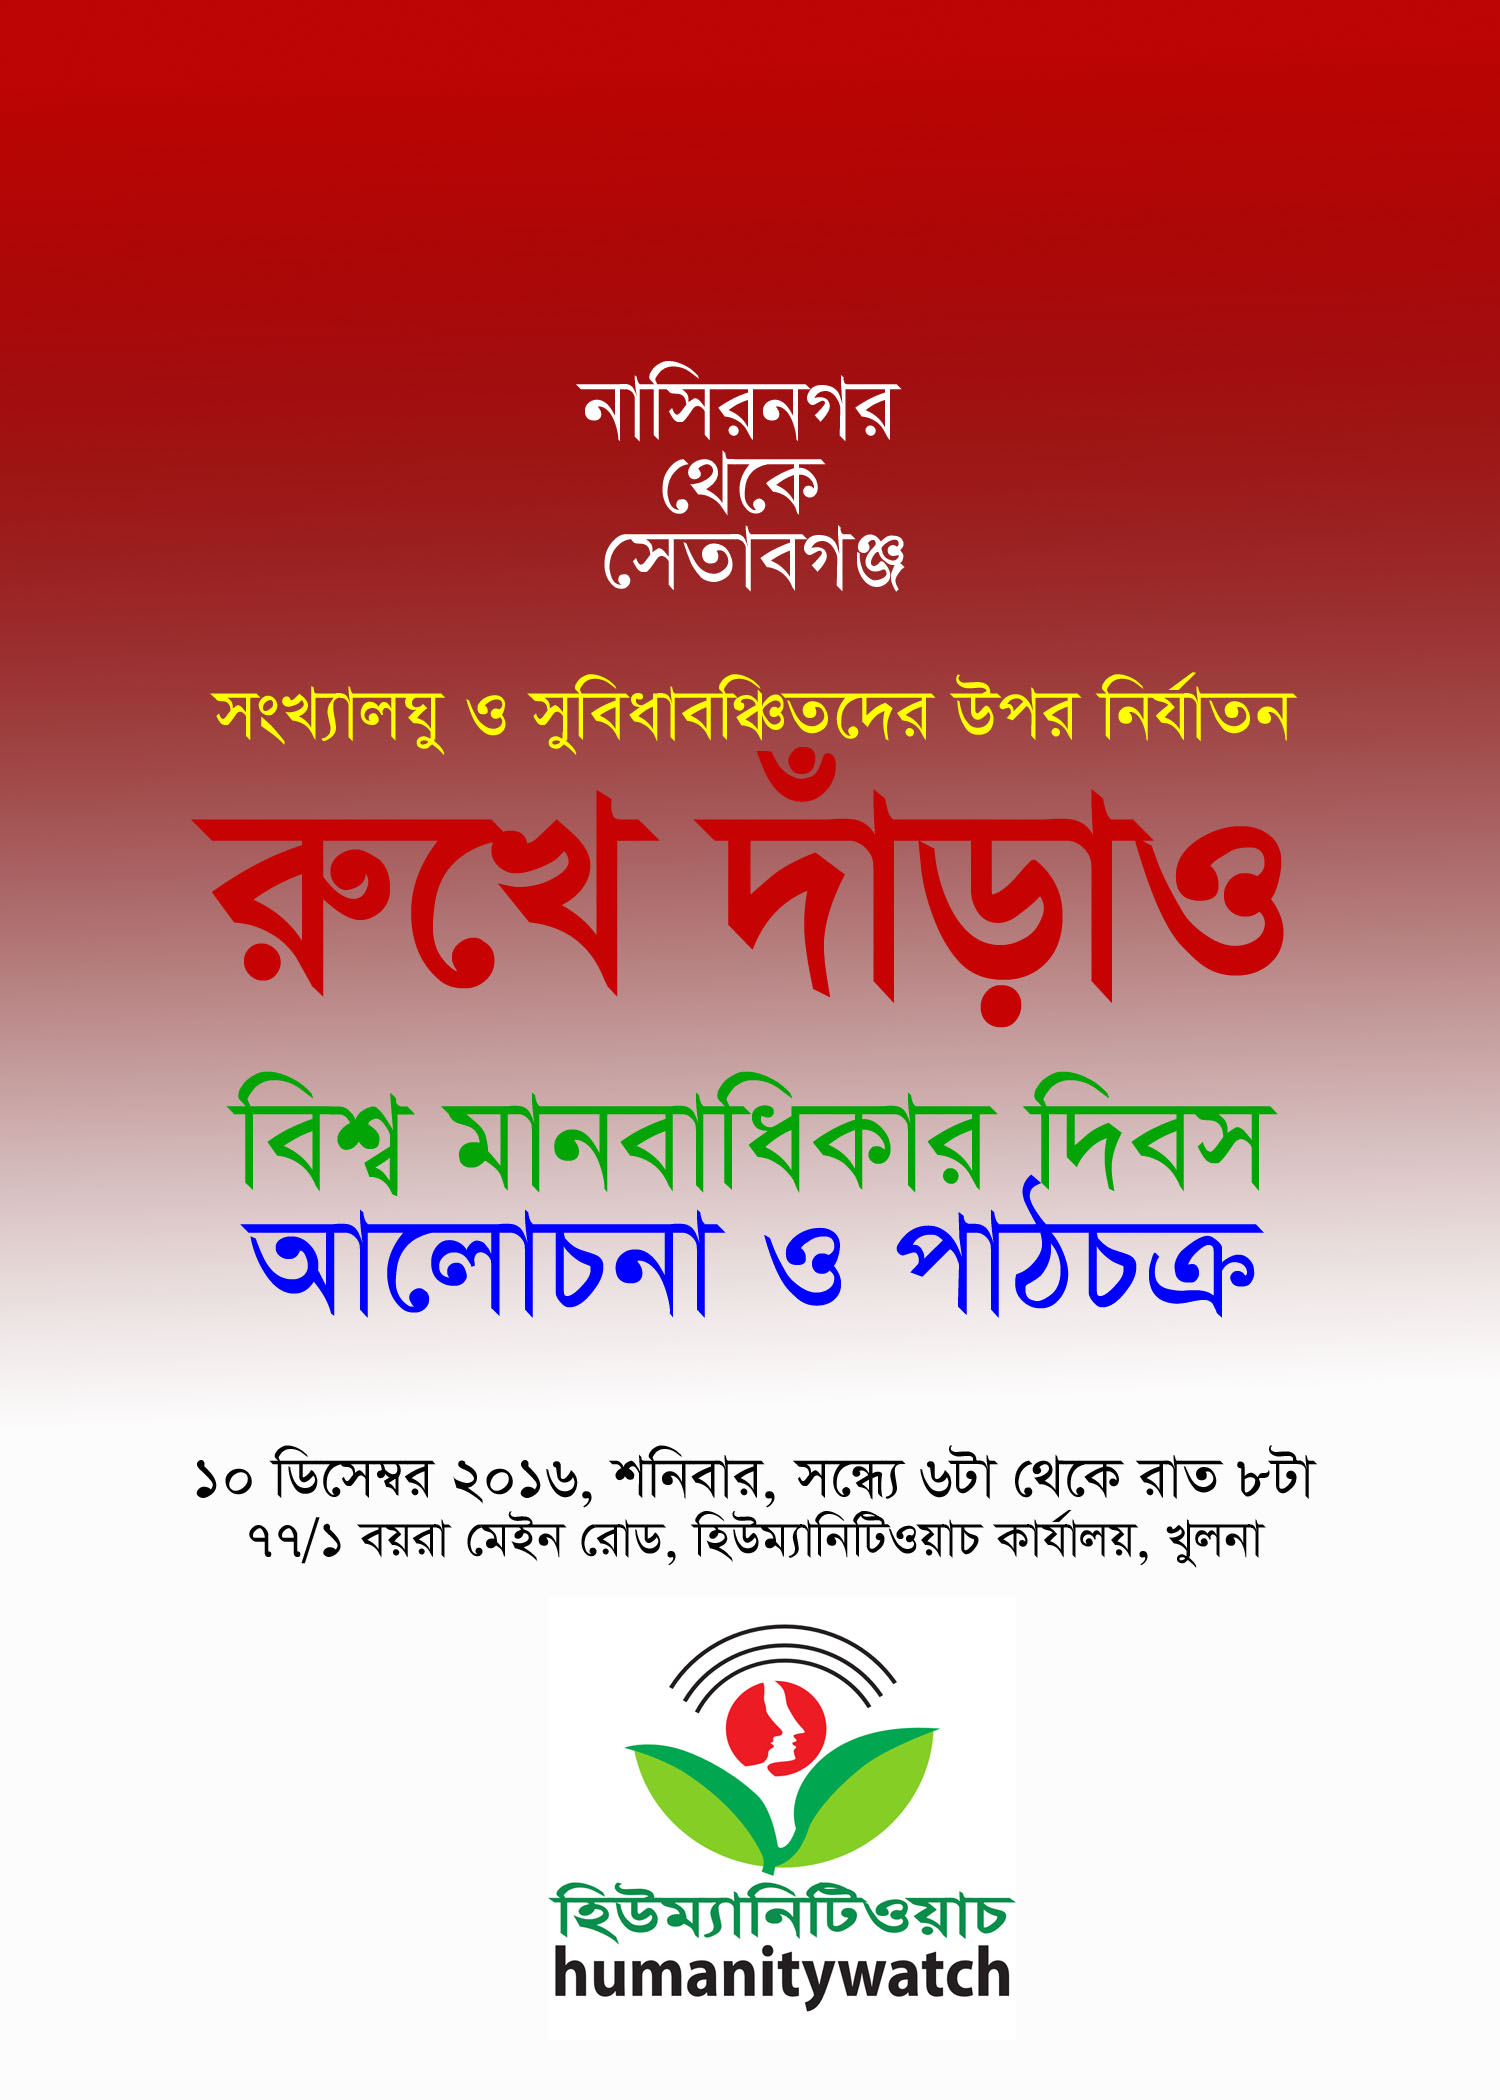 নাসিরনগর
থেকে
সেতাবগঞ্জ
সংখ্যালঘু ও সুবিধাবঞ্চিতদের উপর নির্যাতন
রুখে দাঁড়াও
বিশ্ব মানবাধিকার দিবস
আলোচনা ও পাঠচক্র
১০ ডিসেম্বর ২০১৬, শনিবার, সন্ধ্যে ৬টা থেকে রাত ৮টা
৭৭/১ বয়রা মেইন রোড, হিউম্যানিটিওয়াচ কার্যালয়, খুলনা
হিউম্যানিটিওয়াচ
humanitywatch